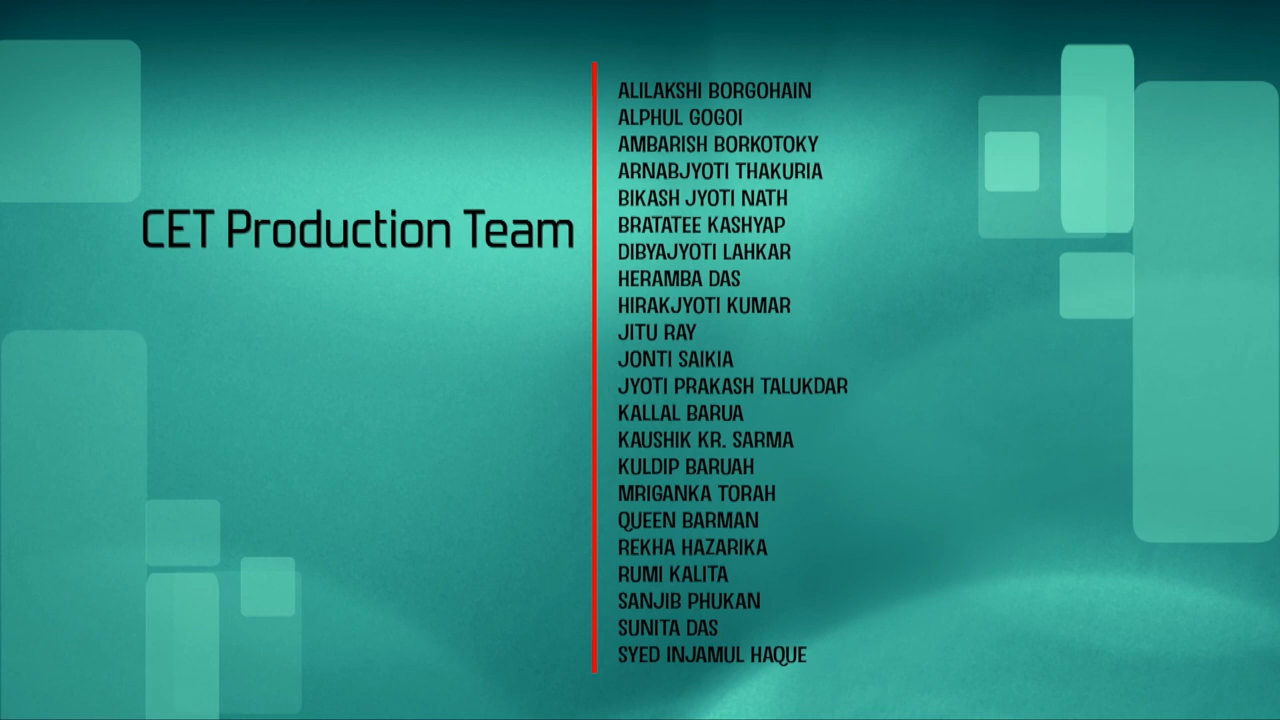 CET Production Team
ALILAKSHI BORGOHAIN
ALPHUL GOGOI
AMBARISH BORKOTOKY
ARNABJYOTI THAKURIA
BIKASH JYOTI NATH
BRATATEE KASHYAP
DIBYAJYOTI LAHKAR
HERAMBA DAS
HIRAKJYOTI KUMAR
JITU RAY
JONTI SAIKIA
JYOTI PRAKASH TALUKDAR
KALLAL BARUA
KAUSHIK KR. SARMA
KULDIP BARUAH
MRIGANKA TORAH
QUEEN BARMAN
REKHA HAZARIKA
RUMI KALITA
SANJIB PHUKAN
SUNITA DAS
SYED INJAMUL HAQUE